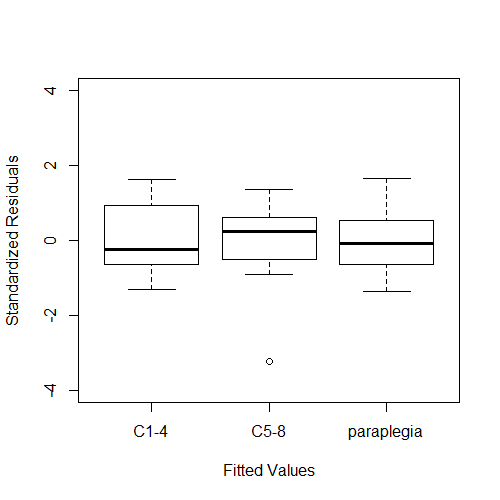 Standardized Residuals
4
2
0
-2
-4
C1-4 C5-8 paraplegia
Fitted Values